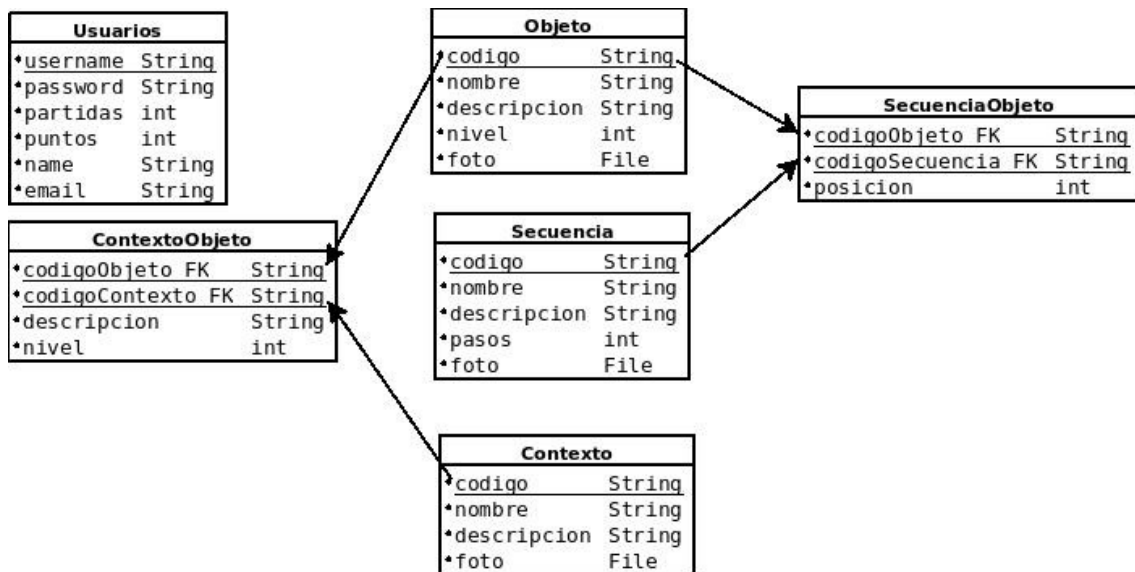 Usuarios
username String
password String
partidas int
puntos int
name String
email String
Objeto
codigo String
nombre String
descripcion String
nivel int
foto File
SecuenciaObjeto
codigoObjeto FK String
codigoSecuencia FK String
posicion int
ContextoObjeto
codigoObjeto FK String
codigoContexto FK String
descripcion String
nivel int
Secuencia
codigo String
nombre String
descripcion String
pasos int
foto File
Contexto
codigo String
nombre String
descripcion String
foto File